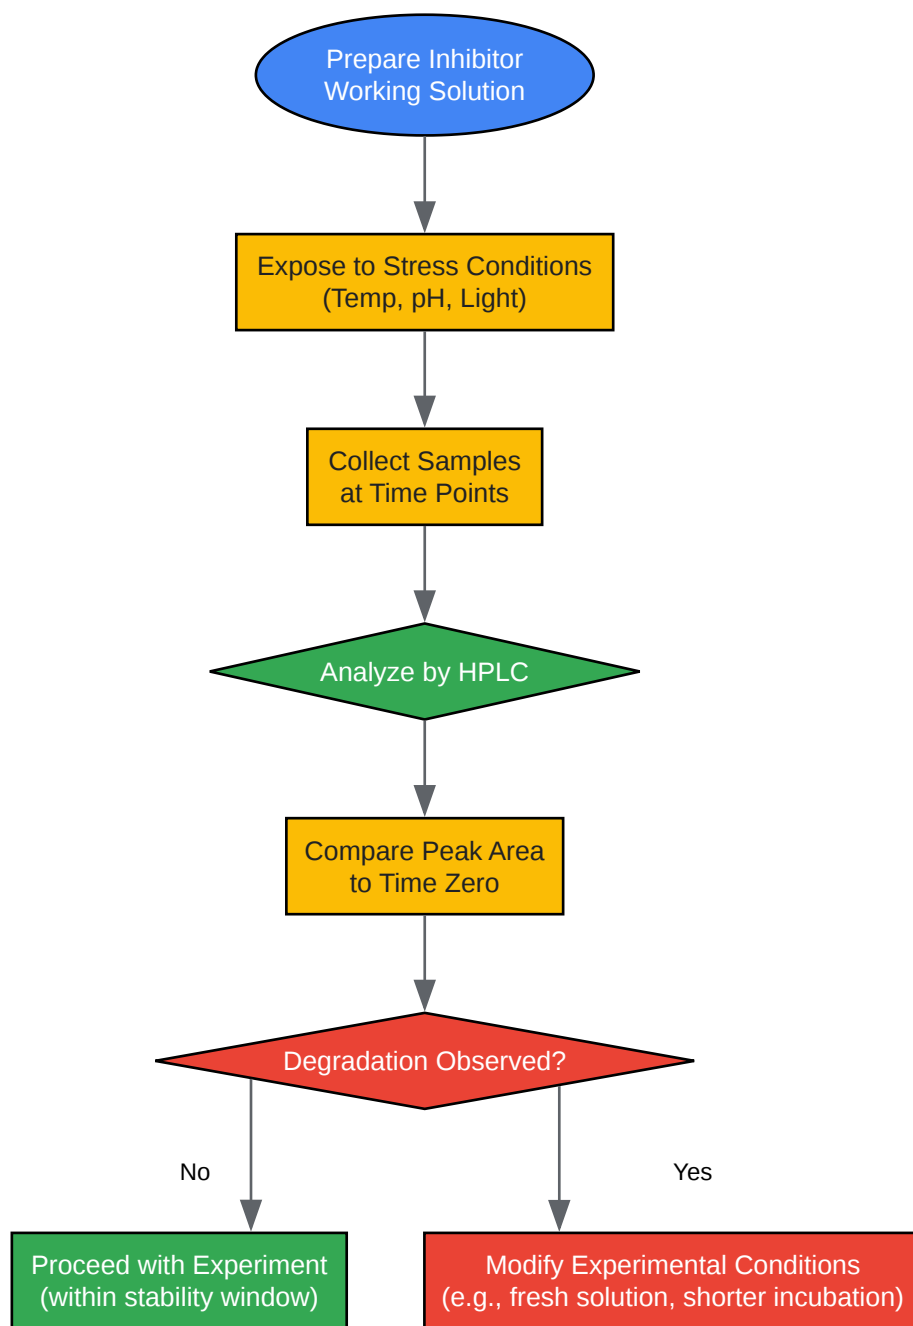 Prepare Inhibitor
Working Solution
Expose to Stress Conditions
(Temp, pH, Light)
Collect Samples
at Time Points
Analyze by HPLC
Compare Peak Area
to Time Zero
Degradation Observed?
No
Yes
Proceed with Experiment
(within stability window)
Modify Experimental Conditions
(e.g., fresh solution, shorter incubation)